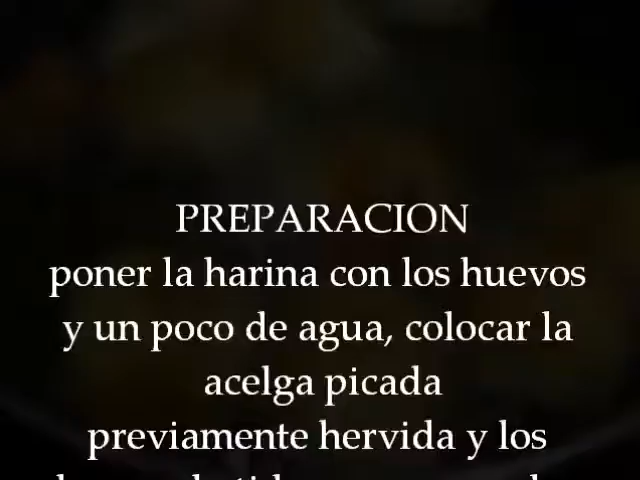 PREPARACION
poner la harina con los huevos
y un poco de agua, colocar la
acelga picada
previamente hervida y los